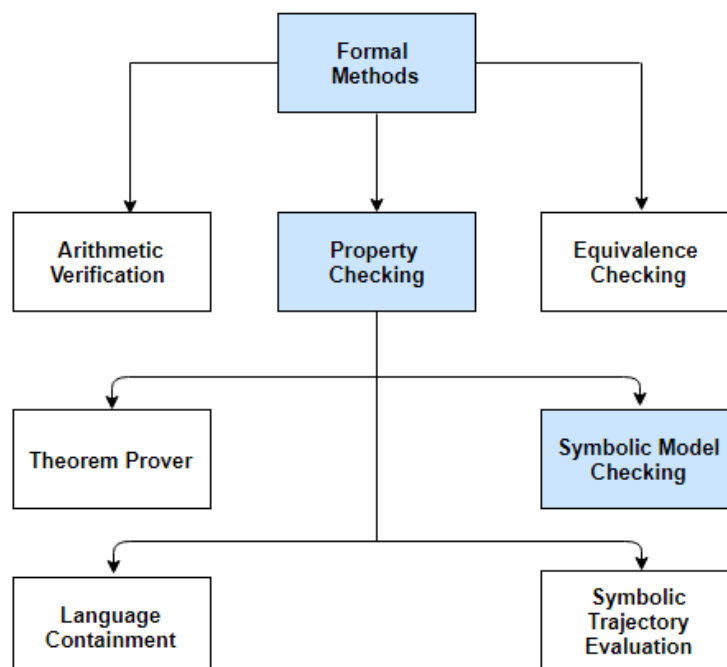 Formal
Methods
Arithmetic
Verification
Property
Checking
Equivalence
Checking
Theorem Prover
Symbolic Model
Checking
Language
Containment
Symbolic
Trajectory
Evaluation